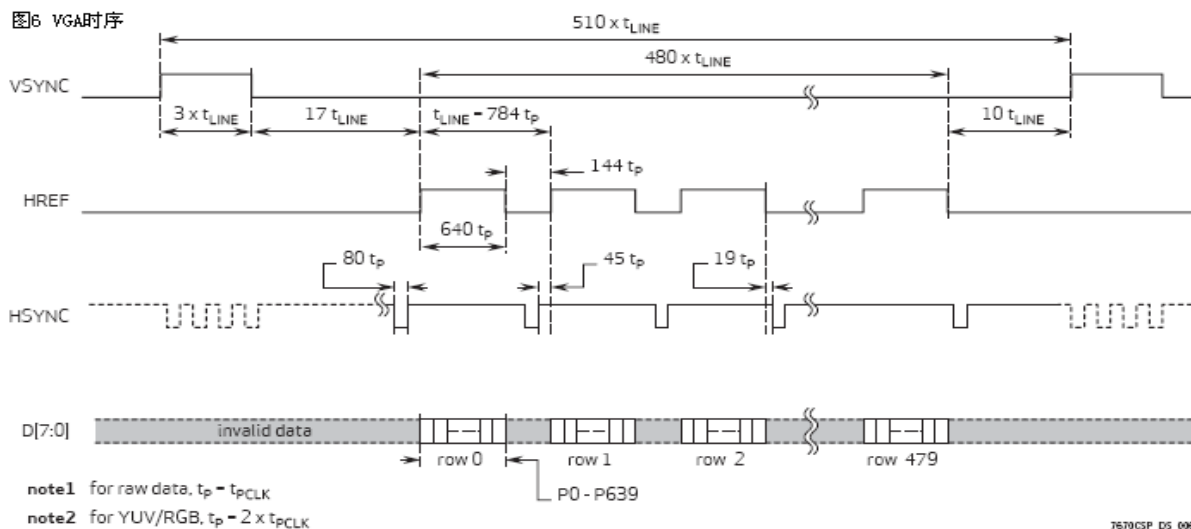 图6 VGA时序
510 x tLINE
480 x tLINE
VSYNC
3 x tLINE
17 tLINE
tLINE - 784 tP
10 tLINE
144 tP
HREF
640 tP
80 tP
45 tP
19 tP
HSYNC
D[7:0]
invalid data
row 0
row 1
row 2
row 479
P0 - P639
note1 for raw data, tP - tPCLK
note2 for YUV/RGB, tP - 2 x tPCLK